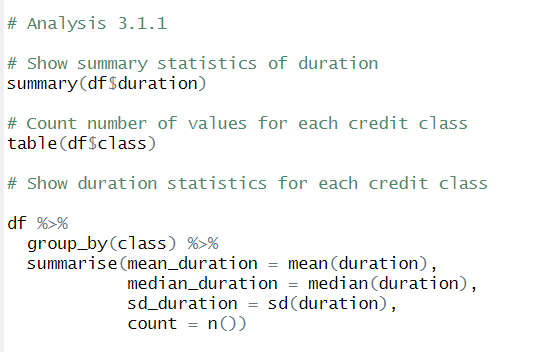 # Analysis 3.1.1
# Show summary statistics of duration
summary(df$duration)
# Count number of values for each credit class
table(df$class)
# Show duration statistics for each credit class
df %>%
group_by(class) %>%
summarise(mean_duration = mean(duration),
median_duration = median(duration),
sd_duration = sd(duration),
count = n())